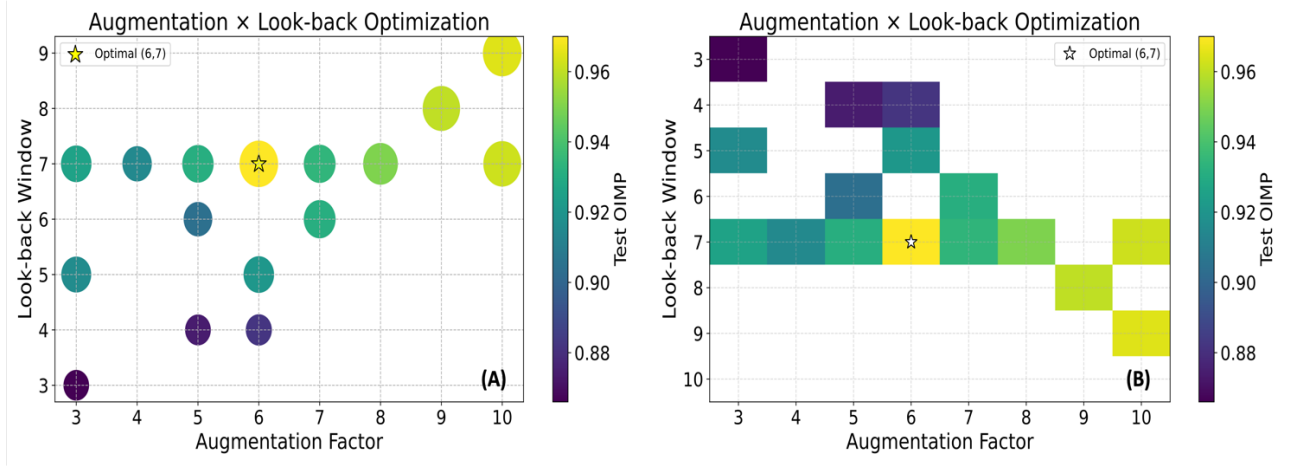 Augmentation × Look-back Optimization
Optimal (6,7)
9
8
7
6
5
4
3
Look-back Window
3 4 5 6 7 8 9 10
Augmentation Factor
(A)
0.96
0.94
0.92
0.90
0.88
Test OIMP
Augmentation × Look-back Optimization
Optimal (6,7)
3
4
5
6
7
8
9
10
Look-back Window
3 4 5 6 7 8 9 10
Augmentation Factor
(B)
0.96
0.94
0.92
0.90
0.88
Test OIMP